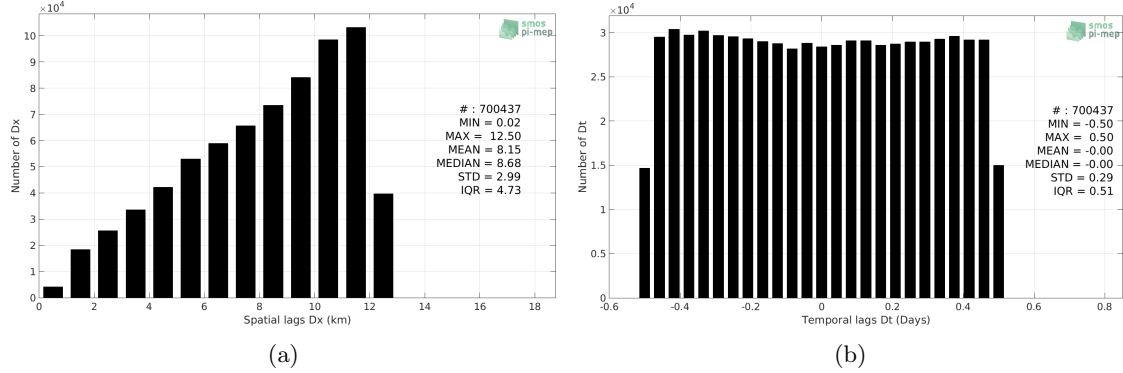 ×10⁴
10
9
8
7
6
5
4
3
2
1
0
0 2 4 6 8 10 12 14 16 18
Number of Dx
Spatial lags Dx (km)
smos
pi-mep
# : 700437
MIN = 0.02
MAX = 12.50
MEAN = 8.15
MEDIAN = 8.68
STD = 2.99
IQR = 4.73
(a)
×10⁴
3
2.5
2
1.5
1
0.5
0
-0.6 -0.4 -0.2 0 0.2 0.4 0.6 0.8
Number of Dt
Temporal lags Dt (Days)
smos
pi-mep
# : 700437
MIN = -0.50
MAX = 0.50
MEAN = -0.00
MEDIAN = -0.00
STD = 0.29
IQR = 0.51
(b)